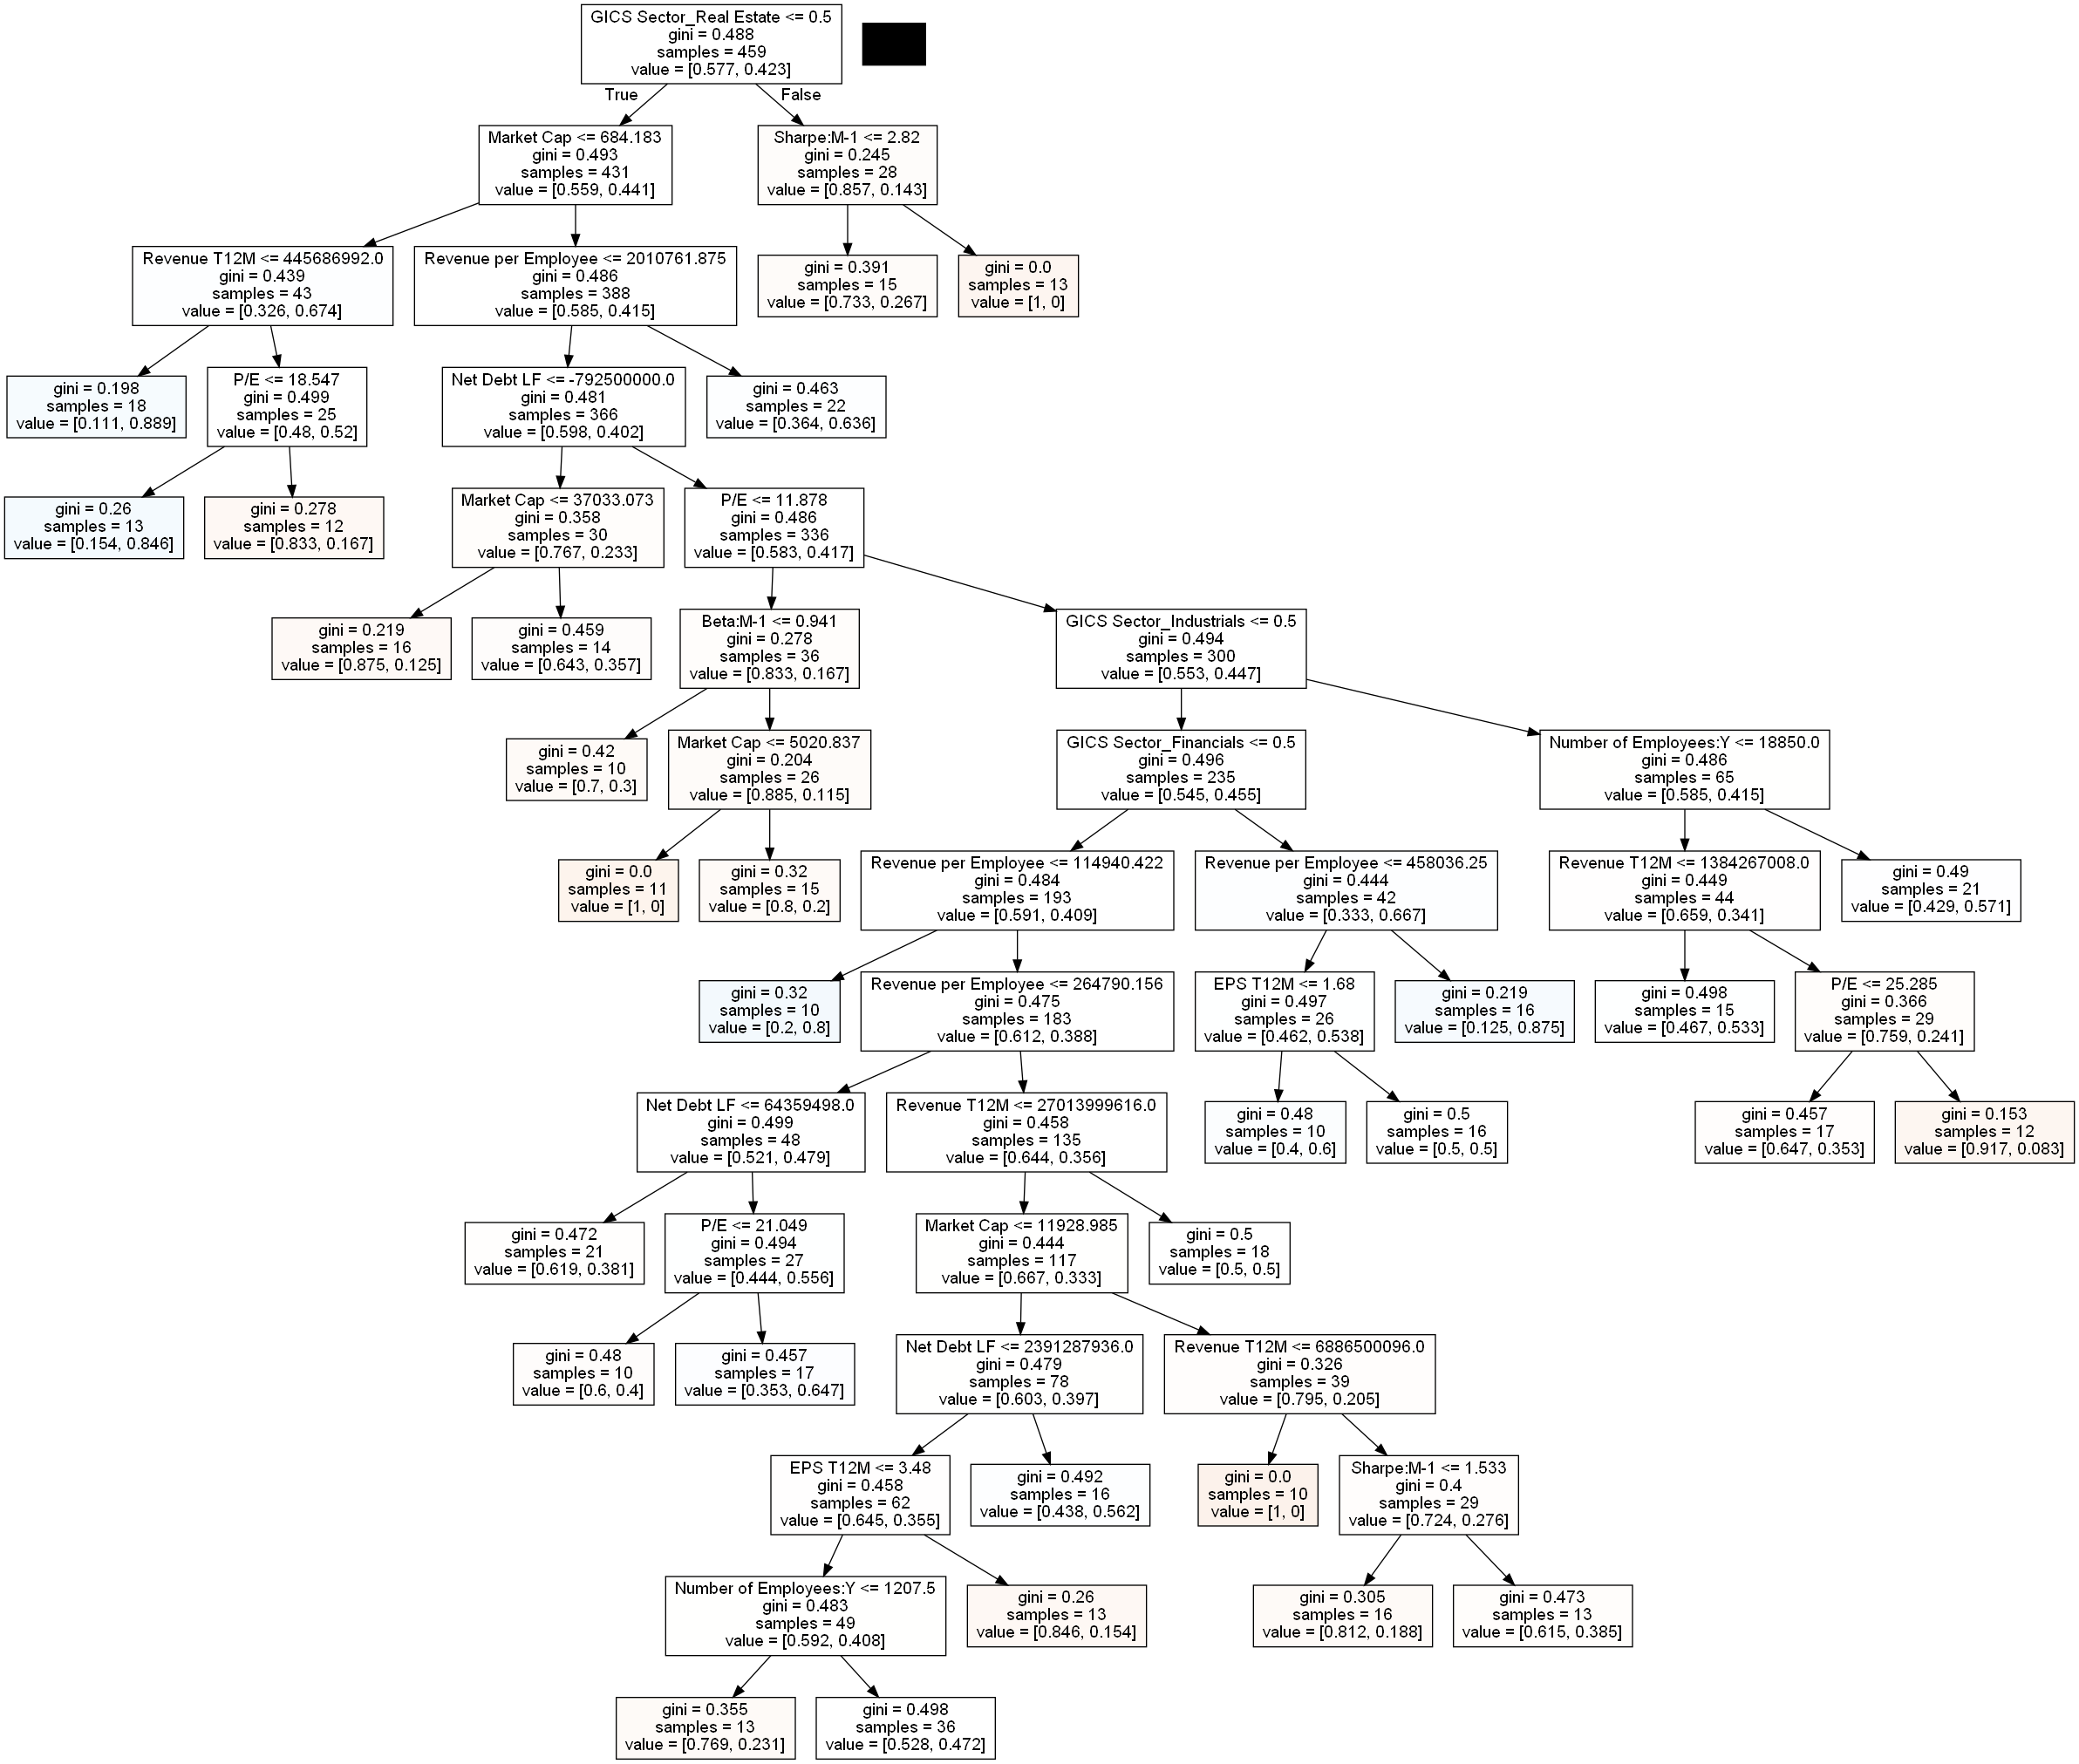 GICS Sector_Real Estate <= 0.5
gini = 0.488
samples = 459
value = [0.577, 0.423]
True
False
Market Cap <= 684.183
gini = 0.493
samples = 431
value = [0.559, 0.441]
Sharpe:M-1 <= 2.82
gini = 0.245
samples = 28
value = [0.857, 0.143]
Revenue T12M <= 445686992.0
gini = 0.439
samples = 43
value = [0.326, 0.674]
Revenue per Employee <= 2010761.875
gini = 0.486
samples = 388
value = [0.585, 0.415]
gini = 0.391
samples = 15
value = [0.733, 0.267]
gini = 0.0
samples = 13
value = [1, 0]
gini = 0.198
samples = 18
value = [0.111, 0.889]
P/E <= 18.547
gini = 0.499
samples = 25
value = [0.48, 0.52]
Net Debt LF <= -792500000.0
gini = 0.481
samples = 366
value = [0.598, 0.402]
gini = 0.463
samples = 22
value = [0.364, 0.636]
gini = 0.26
samples = 13
value = [0.154, 0.846]
gini = 0.278
samples = 12
value = [0.833, 0.167]
Market Cap <= 37033.073
gini = 0.358
samples = 30
value = [0.767, 0.233]
P/E <= 11.878
gini = 0.486
samples = 336
value = [0.583, 0.417]
gini = 0.219
samples = 16
value = [0.875, 0.125]
gini = 0.459
samples = 14
value = [0.643, 0.357]
Beta:M-1 <= 0.941
gini = 0.278
samples = 36
value = [0.833, 0.167]
GICS Sector_Industrials <= 0.5
gini = 0.494
samples = 300
value = [0.553, 0.447]
gini = 0.42
samples = 10
value = [0.7, 0.3]
Market Cap <= 5020.837
gini = 0.204
samples = 26
value = [0.885, 0.115]
GICS Sector_Financials <= 0.5
gini = 0.496
samples = 235
value = [0.545, 0.455]
Number of Employees:Y <= 18850.0
gini = 0.486
samples = 65
value = [0.585, 0.415]
gini = 0.0
samples = 11
value = [1, 0]
gini = 0.32
samples = 15
value = [0.8, 0.2]
Revenue per Employee <= 114940.422
gini = 0.484
samples = 193
value = [0.591, 0.409]
Revenue per Employee <= 458036.25
gini = 0.444
samples = 42
value = [0.333, 0.667]
Revenue T12M <= 1384267008.0
gini = 0.449
samples = 44
value = [0.659, 0.341]
gini = 0.49
samples = 21
value = [0.429, 0.571]
gini = 0.32
samples = 10
value = [0.2, 0.8]
Revenue per Employee <= 264790.156
gini = 0.475
samples = 183
value = [0.612, 0.388]
EPS T12M <= 1.68
gini = 0.497
samples = 26
value = [0.462, 0.538]
gini = 0.219
samples = 16
value = [0.125, 0.875]
gini = 0.498
samples = 15
value = [0.467, 0.533]
P/E <= 25.285
gini = 0.366
samples = 29
value = [0.759, 0.241]
Net Debt LF <= 64359498.0
gini = 0.499
samples = 48
value = [0.521, 0.479]
Revenue T12M <= 27013999616.0
gini = 0.458
samples = 135
value = [0.644, 0.356]
gini = 0.48
samples = 10
value = [0.4, 0.6]
gini = 0.5
samples = 16
value = [0.5, 0.5]
gini = 0.457
samples = 17
value = [0.647, 0.353]
gini = 0.153
samples = 12
value = [0.917, 0.083]
gini = 0.472
samples = 21
value = [0.619, 0.381]
P/E <= 21.049
gini = 0.494
samples = 27
value = [0.444, 0.556]
Market Cap <= 11928.985
gini = 0.444
samples = 117
value = [0.667, 0.333]
gini = 0.5
samples = 18
value = [0.5, 0.5]
gini = 0.48
samples = 10
value = [0.6, 0.4]
gini = 0.457
samples = 17
value = [0.353, 0.647]
Net Debt LF <= 2391287936.0
gini = 0.479
samples = 78
value = [0.603, 0.397]
Revenue T12M <= 6886500096.0
gini = 0.326
samples = 39
value = [0.795, 0.205]
EPS T12M <= 3.48
gini = 0.458
samples = 62
value = [0.645, 0.355]
gini = 0.492
samples = 16
value = [0.438, 0.562]
gini = 0.0
samples = 10
value = [1, 0]
Sharpe:M-1 <= 1.533
gini = 0.4
samples = 29
value = [0.724, 0.276]
Number of Employees:Y <= 1207.5
gini = 0.483
samples = 49
value = [0.592, 0.408]
gini = 0.26
samples = 13
value = [0.846, 0.154]
gini = 0.305
samples = 16
value = [0.812, 0.188]
gini = 0.473
samples = 13
value = [0.615, 0.385]
gini = 0.355
samples = 13
value = [0.769, 0.231]
gini = 0.498
samples = 36
value = [0.528, 0.472]